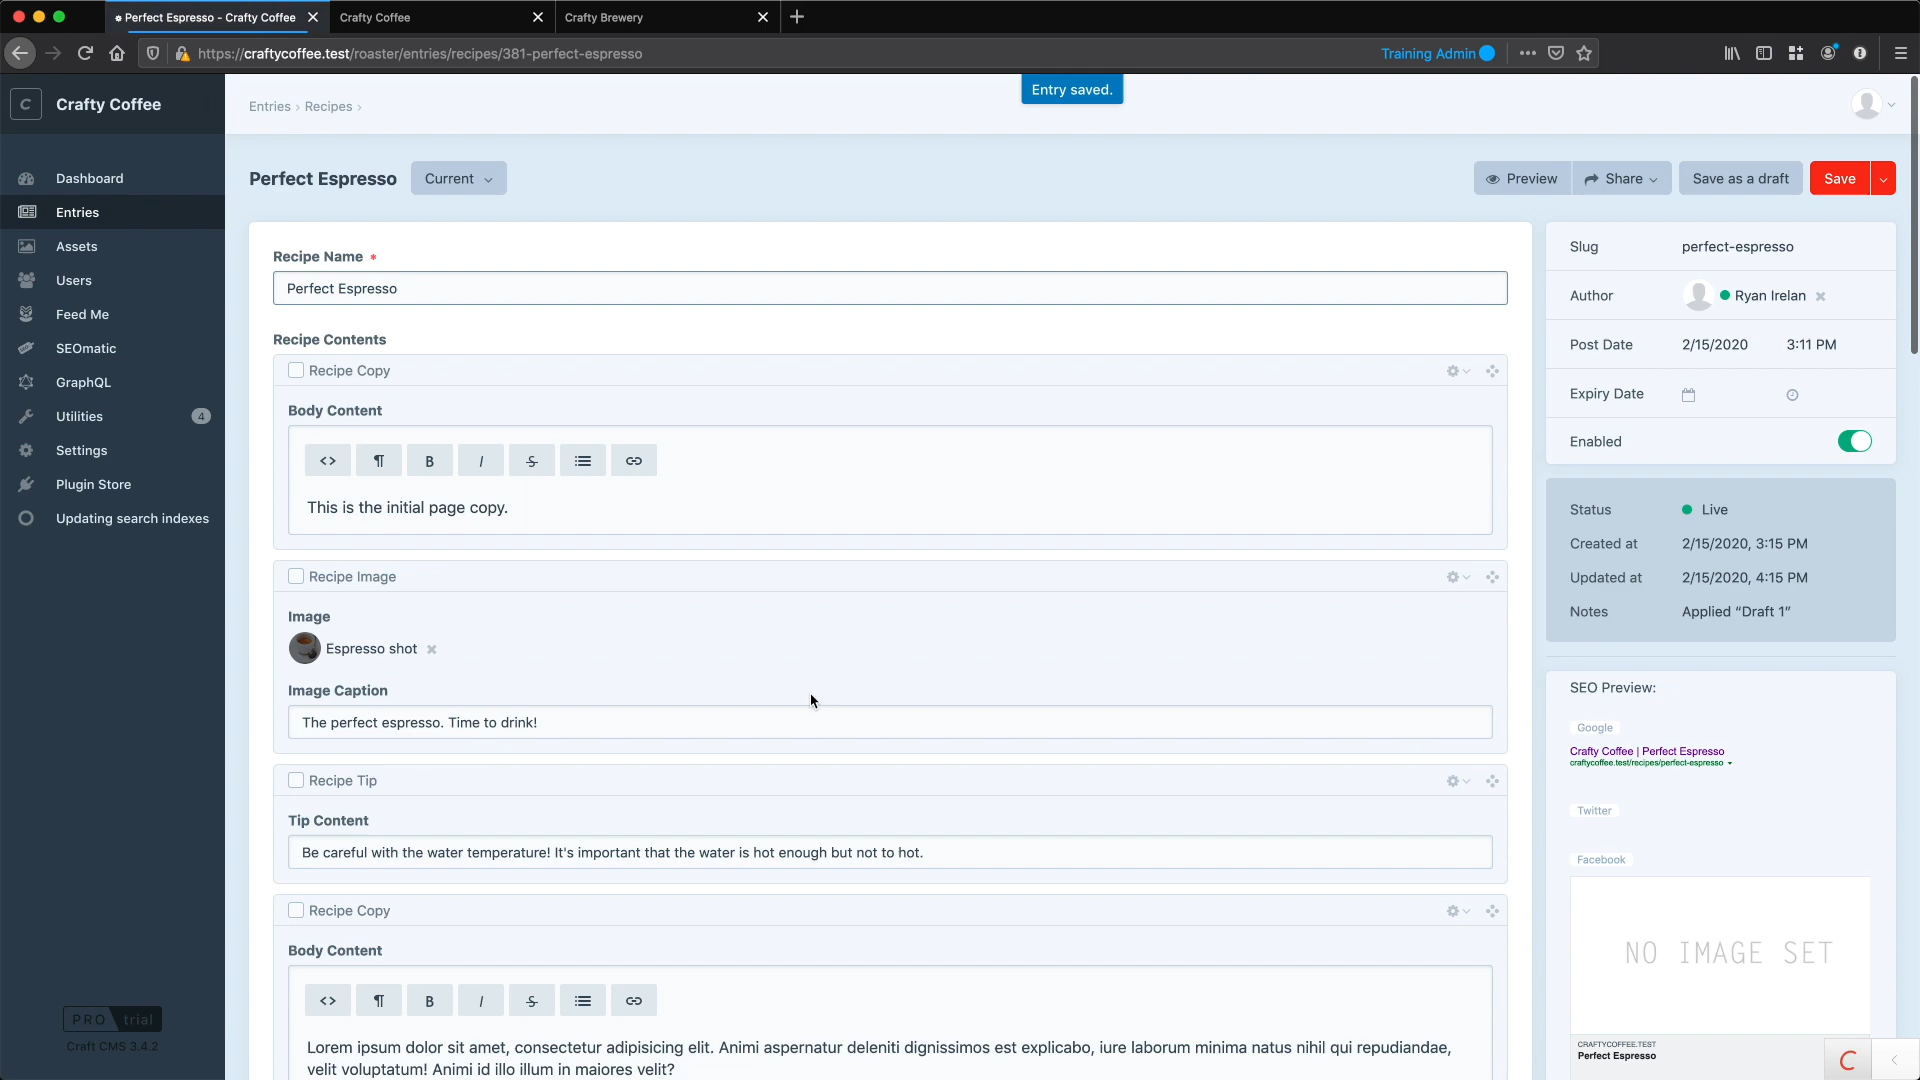 Perfect Espresso - Crafty Coffee
Crafty Coffee
Crafty Brewery
https://craftycoffee.test/roaster/entries/recipes/381-perfect-espresso
Training Admin
C
Crafty Coffee
Entries › Recipes ›
Entry saved.
Dashboard
Entries
Assets
Users
Feed Me
SEOmatic
GraphQL
Utilities 4
Settings
Plugin Store
Updating search indexes
PRO trial
Craft CMS 3.4.2
Perfect Espresso
Current
Preview
Share
Save as a draft
Save
Recipe Name *
Perfect Espresso
Recipe Contents
Recipe Copy
Body Content
<> ¶ B I S
This is the initial page copy.
Recipe Image
Image
Espresso shot
Image Caption
The perfect espresso. Time to drink!
Recipe Tip
Tip Content
Be careful with the water temperature! It's important that the water is hot enough but not to hot.
Recipe Copy
Body Content
<> ¶ B I S
Lorem ipsum dolor sit amet, consectetur adipisicing elit. Animi aspernatur deleniti dignissimos est explicabo, iure laborum minima natus nihil qui repudiandae,
velit voluptatum! Animi id illo illum in maiores velit?
Slug perfect-espresso
Author Ryan Irelan
Post Date 2/15/2020 3:11 PM
Expiry Date
Enabled
Status Live
Created at 2/15/2020, 3:15 PM
Updated at 2/15/2020, 4:15 PM
Notes Applied “Draft 1”
SEO Preview:
Google
Crafty Coffee | Perfect Espresso
craftycoffee.test/recipes/perfect-espresso
Twitter
Facebook
NO IMAGE SET
CRAFTYCOFFEE.TEST
Perfect Espresso